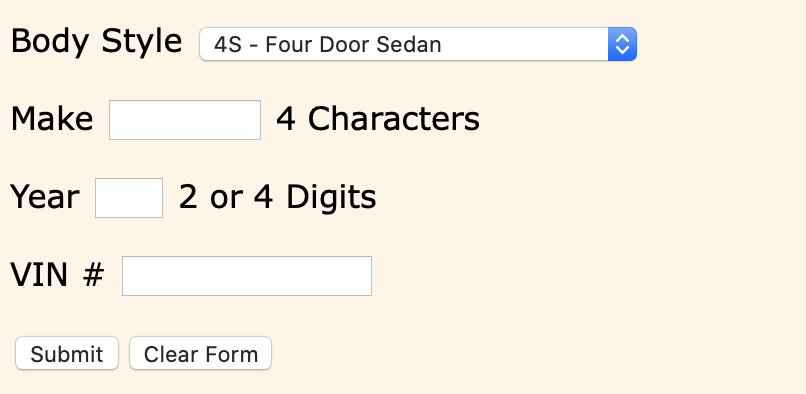 Body Style 4S - Four Door Sedan
Make 4 Characters
Year 2 or 4 Digits
VIN #
Submit Clear Form